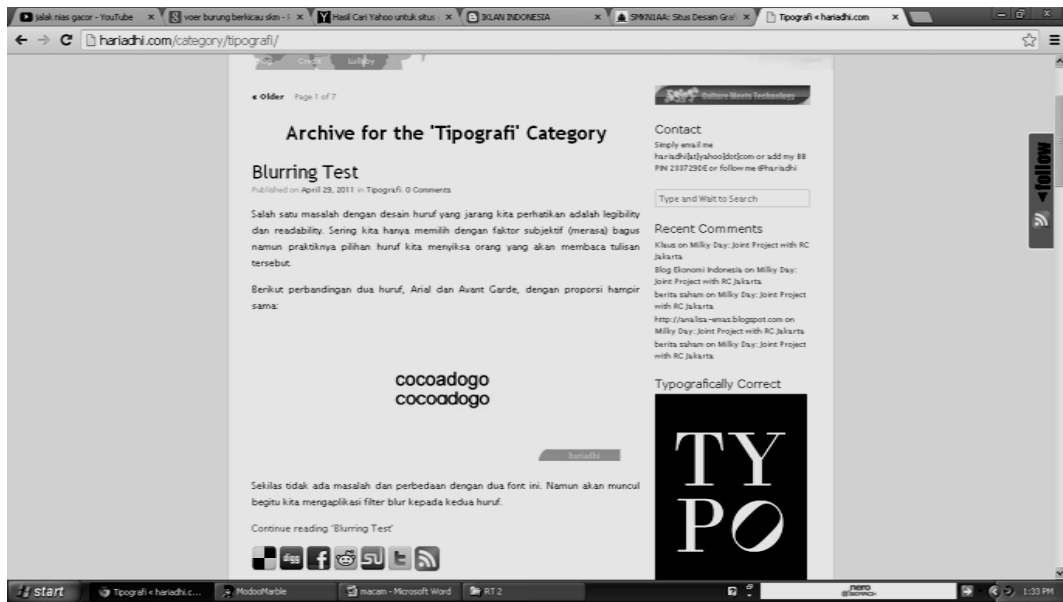 jalak nias gacor - YouTube
voer burung berkicau skm - F
Hasil Cari Yahoo untuk situs
IKLAN INDONESIA
SMKN1AA: Situs Desain Grafi
Tipografi « hariadhi.com
hariadhi.com/category/tipografi/
Blog Credit Lullaby
« Older Page 1 of 7
Archive for the 'Tipografi' Category
Blurring Test
Published on April 29, 2011 in Tipografi. 0 Comments
Salah satu masalah dengan desain huruf yang jarang kita perhatikan adalah legibility
dan readability. Sering kita hanya memilih dengan faktor subjektif (merasa) bagus
namun praktiknya pilihan huruf kita menyiksa orang yang akan membaca tulisan
tersebut.
Berikut perbandingan dua huruf, Arial dan Avant Garde, dengan proporsi hampir
sama:
cocoadogo
cocoadogo
hariadhi
Sekilas tidak ada masalah dan perbedaan dengan dua font ini. Namun akan muncul
begitu kita mengaplikasi filter blur kepada kedua huruf.
Continue reading 'Blurring Test'
digg
Culture Meets Technology
Contact
Simply email me
hariadhi[at]yahoo[dot]com or add my BB
PIN 233729DE or follow me @hariadhi
Type and Wait to Search
Recent Comments
Klaus on Milky Day: Joint Project with RC
Jakarta
Blog Ekonomi Indonesia on Milky Day:
Joint Project with RC Jakarta
berita saham on Milky Day: Joint Project
with RC Jakarta
http://analisa-emas.blogspot.com on
Milky Day: Joint Project with RC Jakarta
berita saham on Milky Day: Joint Project
with RC Jakarta
Typografically Correct
TY
PO
follow
start
Tipografi « hariadhi.c...
ModooMarble
macam - Microsoft Word
RT 2
nero
SEARCH
1:33 PM